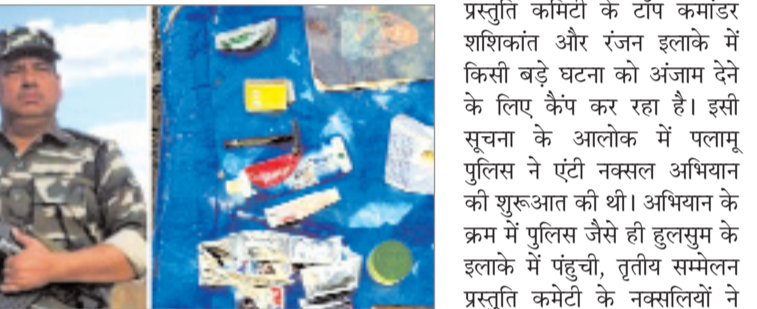 प्रस्तुति कमिटी के टॉप कमांडर
शशिकांत और रंजन इलाके में
किसी बड़े घटना को अंजाम देने
के लिए कैंप कर रहा है। इसी
सूचना के आलोक में पलामू
पुलिस ने एंटी नक्सल अभियान
की शुरूआत की थी। अभियान के
क्रम में पुलिस जैसे ही हुलसुम के
इलाके में पंहुची, तृतीय सम्मेलन
प्रस्तुति कमेटी के नक्सलियों ने